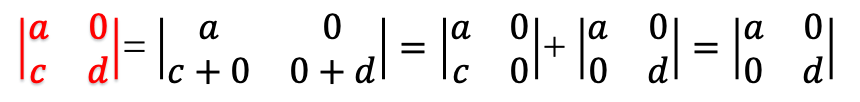 |a 0; c d| = |a 0; c + 0 0 + d| = |a 0; c 0| + |a 0; 0 d| = |a 0; 0 d|